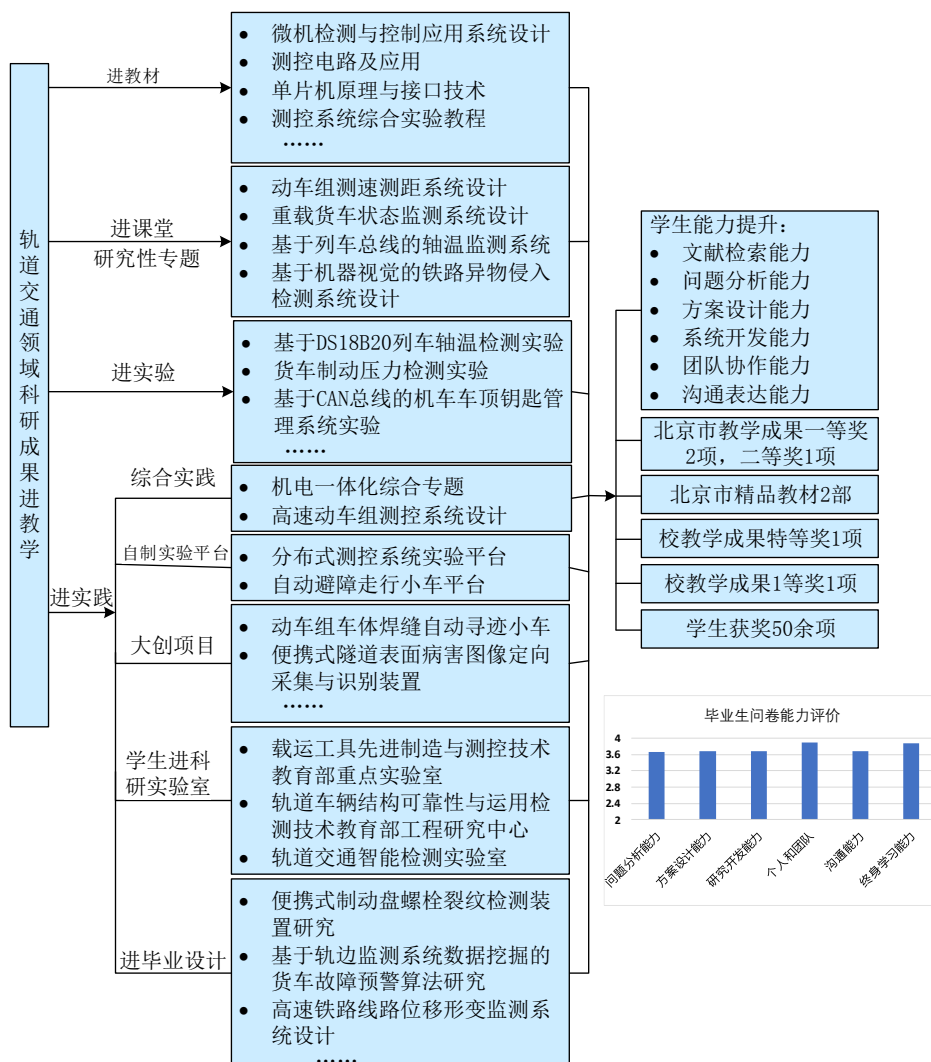 轨道交通领域科研成果进教学
进教材
• 微机检测与控制应用系统设计
• 测控电路及应用
• 单片机原理与接口技术
• 测控系统综合实验教程
……
进课堂
研究性专题
• 动车组测速测距系统设计
• 重载货车状态监测系统设计
• 基于列车总线的轴温监测系统
• 基于机器视觉的铁路异物侵入
检测系统设计
进实验
• 基于DS18B20列车轴温检测实验
• 货车制动压力检测实验
• 基于CAN总线的机车车顶钥匙管
理系统实验
……
进实践
综合实践
• 机电一体化综合专题
• 高速动车组测控系统设计
自制实验平台
• 分布式测控系统实验平台
• 自动避障走行小车平台
大创项目
• 动车组车体焊缝自动寻迹小车
• 便携式隧道表面病害图像定向
采集与识别装置
……
学生进科
研实验室
• 载运工具先进制造与测控技术
教育部重点实验室
• 轨道车辆结构可靠性与运用检
测技术教育部工程研究中心
• 轨道交通智能检测实验室
进毕业设计
• 便携式制动盘螺栓裂纹检测装
置研究
• 基于轨边监测系统数据挖掘的
货车故障预警算法研究
• 高速铁路线路位移形变监测系
统设计
……
学生能力提升：
• 文献检索能力
• 问题分析能力
• 方案设计能力
• 系统开发能力
• 团队协作能力
• 沟通表达能力
北京市教学成果一等奖
2项，二等奖1项
北京市精品教材2部
校教学成果特等奖1项
校教学成果1等奖1项
学生获奖50余项
毕业生问卷能力评价
4
3.6
3.2
2.8
2.4
2
问题分析能力
方案设计能力
研究开发能力
个人和团队
沟通能力
终身学习能力